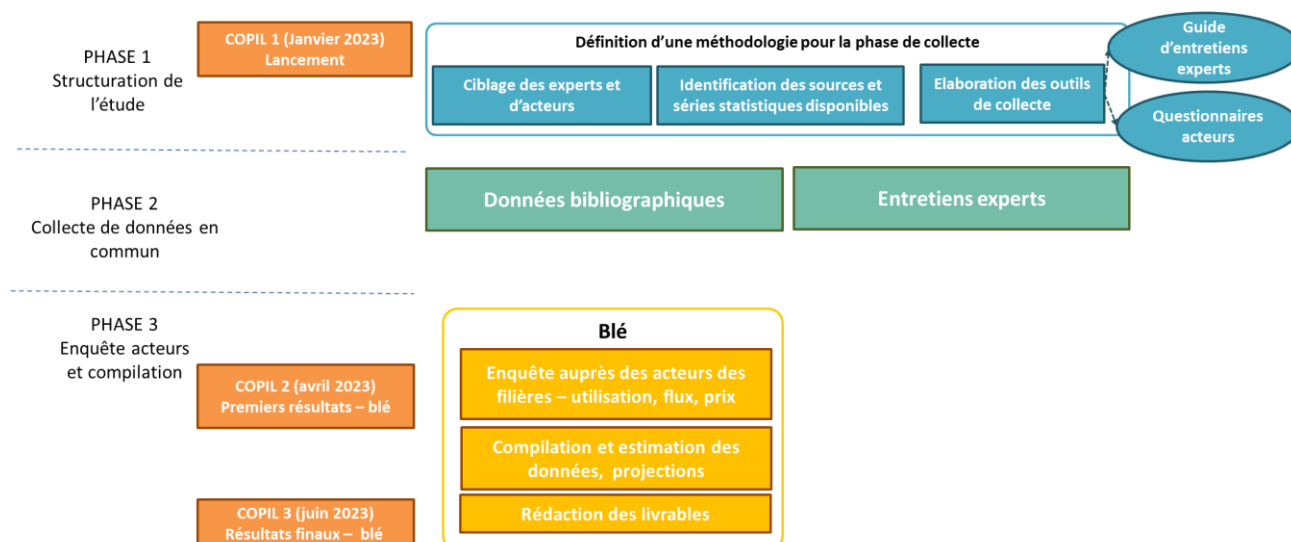 PHASE 1
Structuration de
l’étude
COPIL 1 (Janvier 2023)
Lancement
Définition d’une méthodologie pour la phase de collecte
Ciblage des experts et
d’acteurs
Identification des sources et
séries statistiques disponibles
Elaboration des outils
de collecte
Guide
d’entretiens
experts
Questionnaires
acteurs
PHASE 2
Collecte de données en
commun
Données bibliographiques
Entretiens experts
PHASE 3
Enquête acteurs
et compilation
COPIL 2 (avril 2023)
Premiers résultats – blé
COPIL 3 (juin 2023)
Résultats finaux – blé
Blé
Enquête auprès des acteurs des
filières – utilisation, flux, prix
Compilation et estimation des
données, projections
Rédaction des livrables